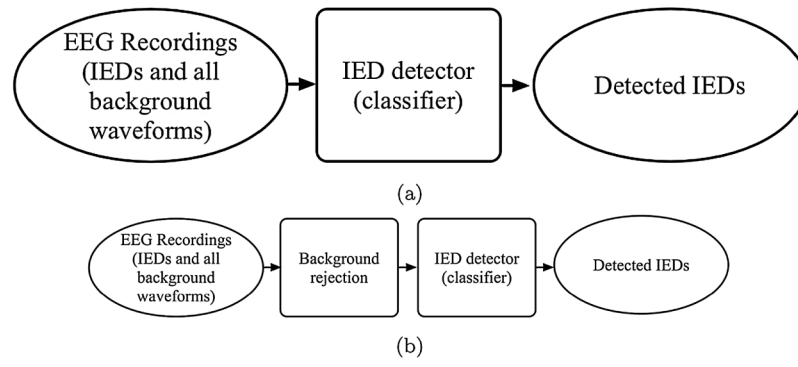 EEG Recordings
(IEDs and all
background
waveforms)
IED detector
(classifier)
Detected IEDs
(a)
EEG Recordings
(IEDs and all
background
waveforms)
Background
rejection
IED detector
(classifier)
Detected IEDs
(b)